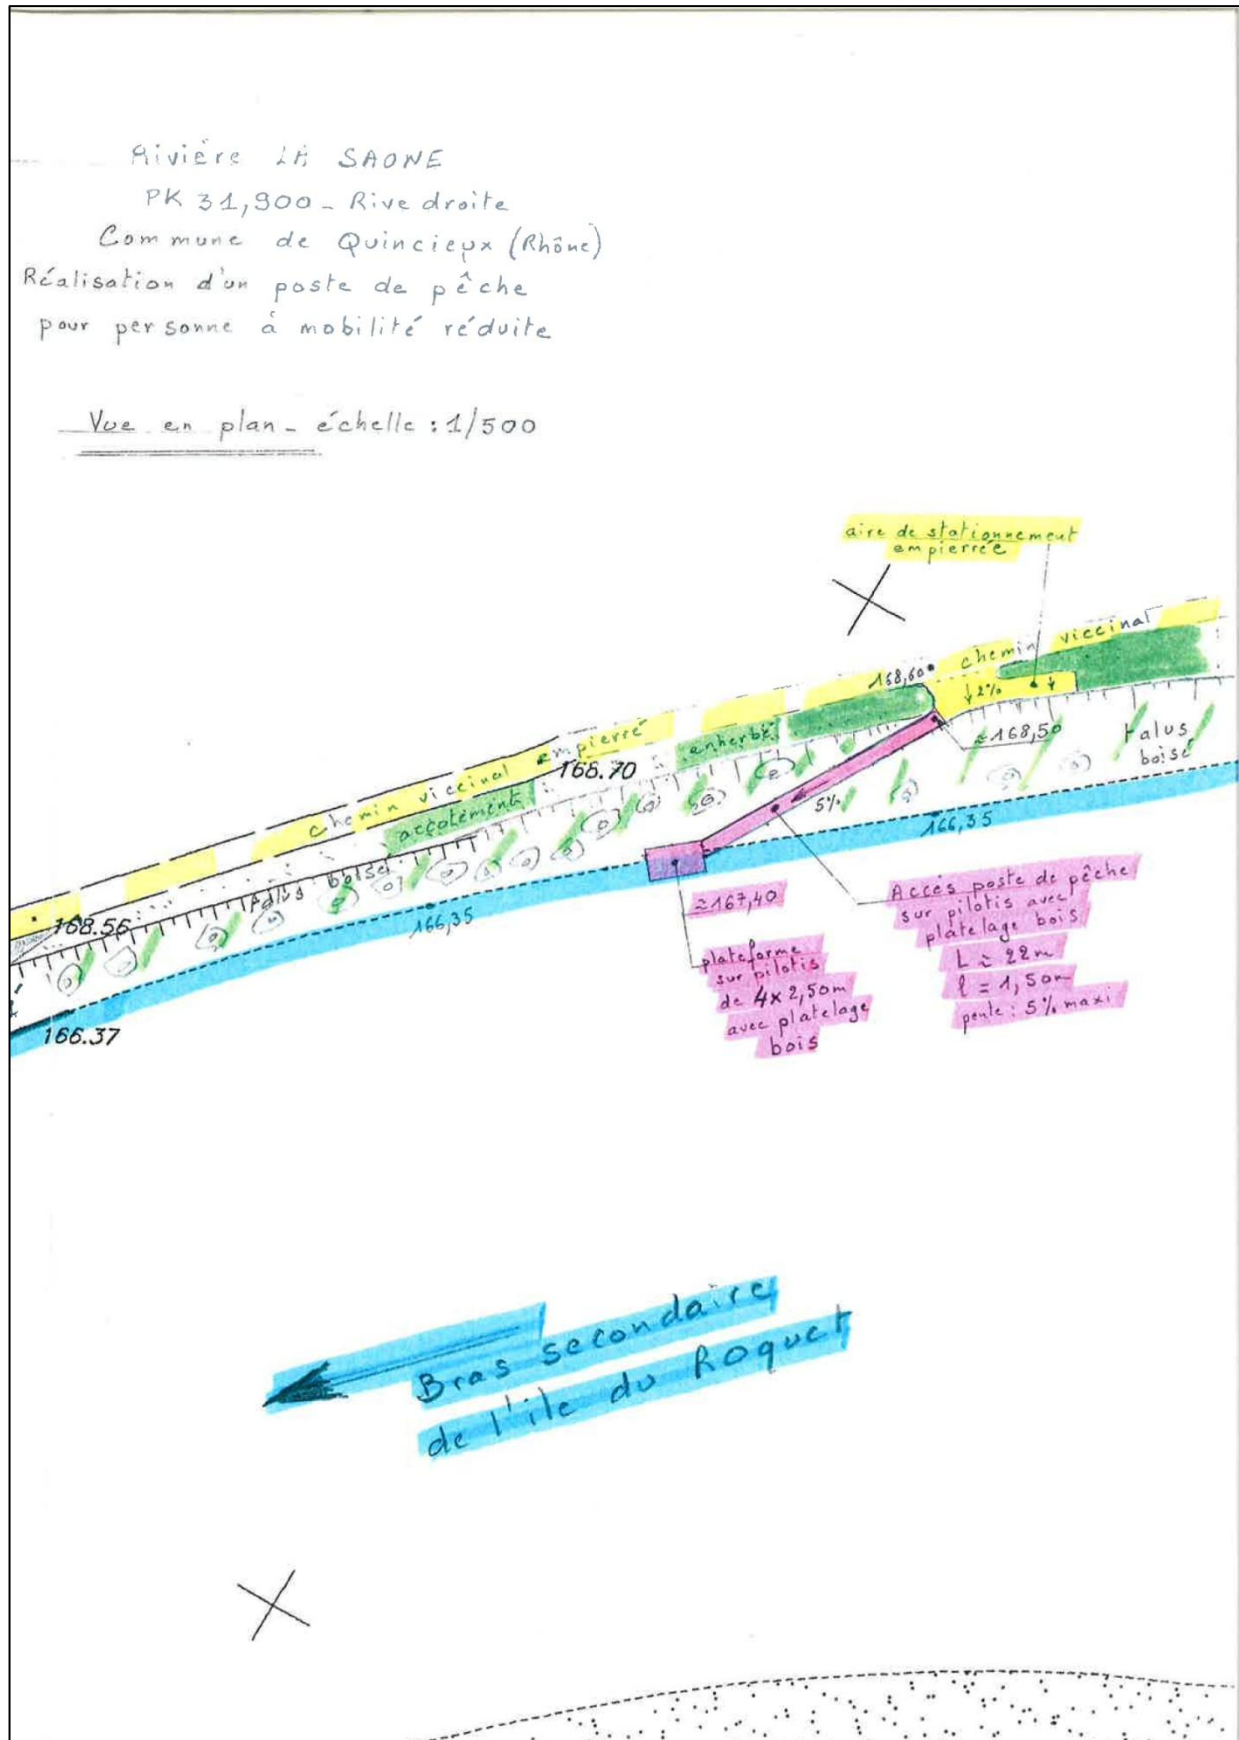 Rivière LA SAONE
PK 31,900 - Rive droite
Commune de Quincieux (Rhône)
Réalisation d'un poste de pêche
pour personne à mobilité réduite
Vue en plan - échelle : 1/500
aire de stationnement
empierrée
chemin viccinal
168,60
↓2% ↓
≈168,50
talus
boisé
chemin viccinal empierré
168.70
enherbé
accotement
5%
166,35
talus boisé
168.56
166,35
166.37
≈167,40
plateforme
sur pilotis
de 4x2,50m
avec platelage
bois
Accès poste de pêche
sur pilotis avec
platelage bois
L ≈ 22m
l = 1,50m
pente : 5% maxi
Bras secondaire
de l'ile du Roquet